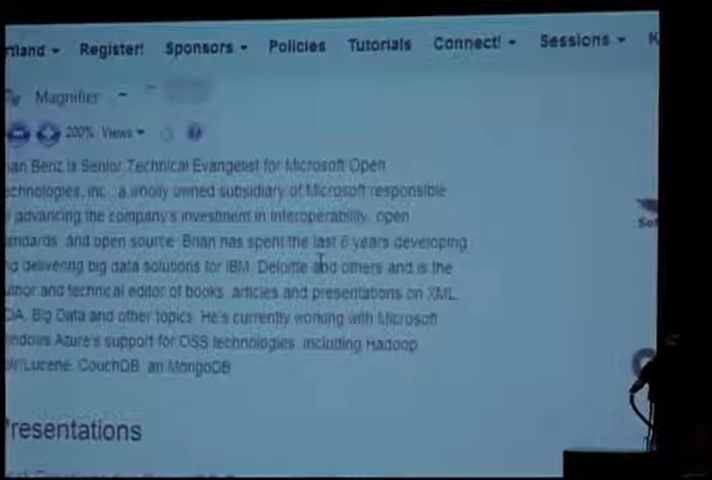 rtland Register! Sponsors Policies Tutorials Connect! Sessions K
Magnifier
200% Views
ian Benz is Senior Technical Evangelist for Microsoft Open
echnologies, Inc., a wholly owned subsidiary of Microsoft responsible
advancing the company's investment in Interoperability, open
andards, and open source. Brian has spent the last 6 years developing
d delivering big data solutions for IBM, Deloitte and others and is the
uthor and technical editor of books, articles and presentations on XML,
OA, Big Data and other topics. He's currently working with Microsoft
indows Azure's support for OSS technologies, including Hadoop,
olr/Lucene, CouchDB, an MongoDB
Presentations